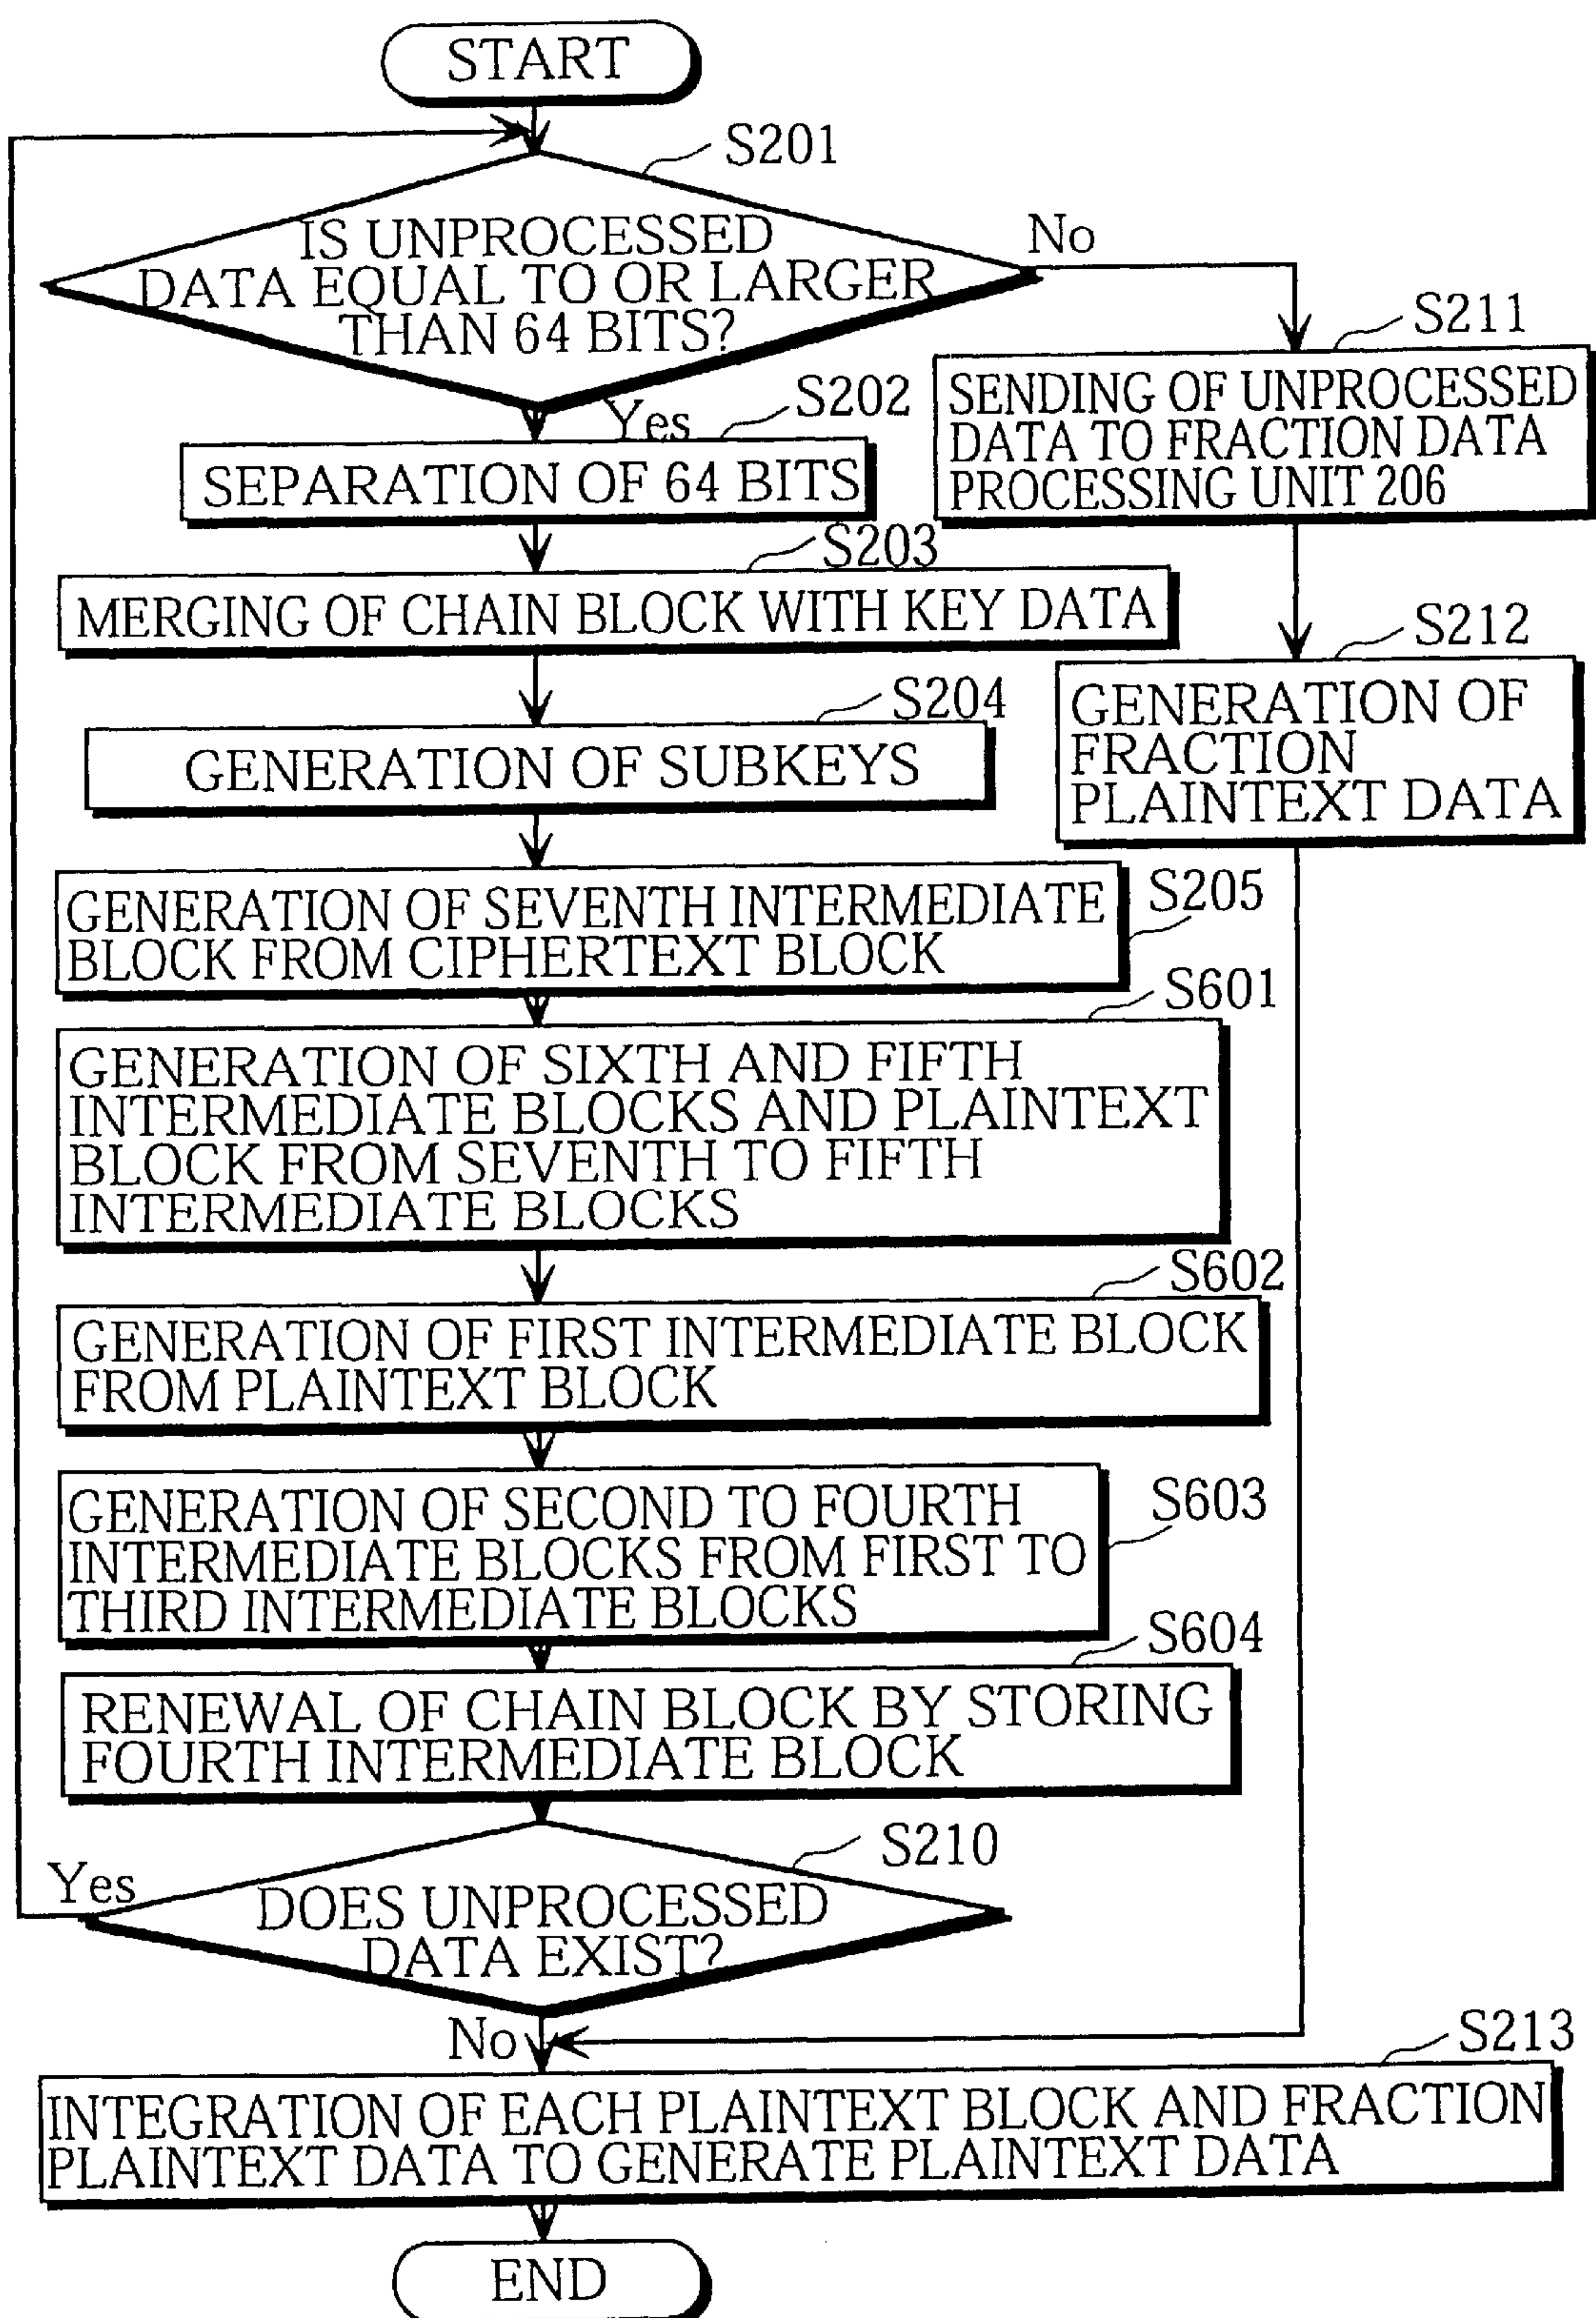 START
S201
IS UNPROCESSED
DATA EQUAL TO OR LARGER
THAN 64 BITS?
No
Yes
S211
SENDING OF UNPROCESSED
DATA TO FRACTION DATA
PROCESSING UNIT 206
S202
SEPARATION OF 64 BITS
S203
MERGING OF CHAIN BLOCK WITH KEY DATA
S212
GENERATION OF
FRACTION
PLAINTEXT DATA
S204
GENERATION OF SUBKEYS
S205
GENERATION OF SEVENTH INTERMEDIATE
BLOCK FROM CIPHERTEXT BLOCK
S601
GENERATION OF SIXTH AND FIFTH
INTERMEDIATE BLOCKS AND PLAINTEXT
BLOCK FROM SEVENTH TO FIFTH
INTERMEDIATE BLOCKS
S602
GENERATION OF FIRST INTERMEDIATE BLOCK
FROM PLAINTEXT BLOCK
S603
GENERATION OF SECOND TO FOURTH
INTERMEDIATE BLOCKS FROM FIRST TO
THIRD INTERMEDIATE BLOCKS
S604
RENEWAL OF CHAIN BLOCK BY STORING
FOURTH INTERMEDIATE BLOCK
S210
Yes
DOES UNPROCESSED
DATA EXIST?
No
S213
INTEGRATION OF EACH PLAINTEXT BLOCK AND FRACTION
PLAINTEXT DATA TO GENERATE PLAINTEXT DATA
END